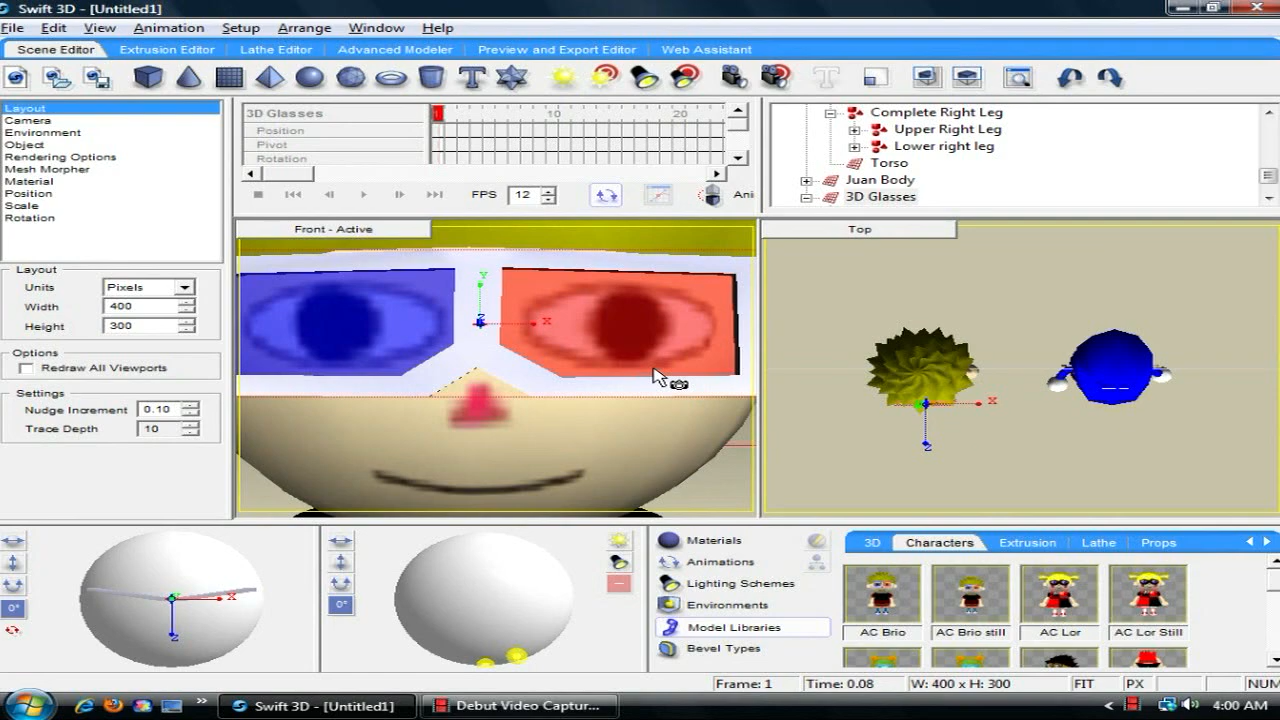 Swift 3D - [Untitled1]
File Edit View Animation Setup Arrange Window Help
Scene Editor Extrusion Editor Lathe Editor Advanced Modeler Preview and Export Editor Web Assistant
Layout
Camera
Environment
Object
Rendering Options
Mesh Morpher
Material
Position
Scale
Rotation
Layout
Units Pixels
Width 400
Height 300
Options
Redraw All Viewports
Settings
Nudge Increment 0.10
Trace Depth 10
3D Glasses 10 20
Position
Pivot
Rotation
FPS 12 Ani
Complete Right Leg
Upper Right Leg
Lower right leg
Torso
Juan Body
3D Glasses
Front - Active
Y
Z
X
Top
X
Z
X
Z
0°
0°
Materials
Animations
Lighting Schemes
Environments
Model Libraries
Bevel Types
3D Characters Extrusion Lathe Props
AC Brio AC Brio still AC Lor AC Lor Still
Frame: 1 Time: 0.08 W: 400 x H: 300 FIT PX NUM
Swift 3D - [Untitled1] Debut Video Captur... 4:00 AM